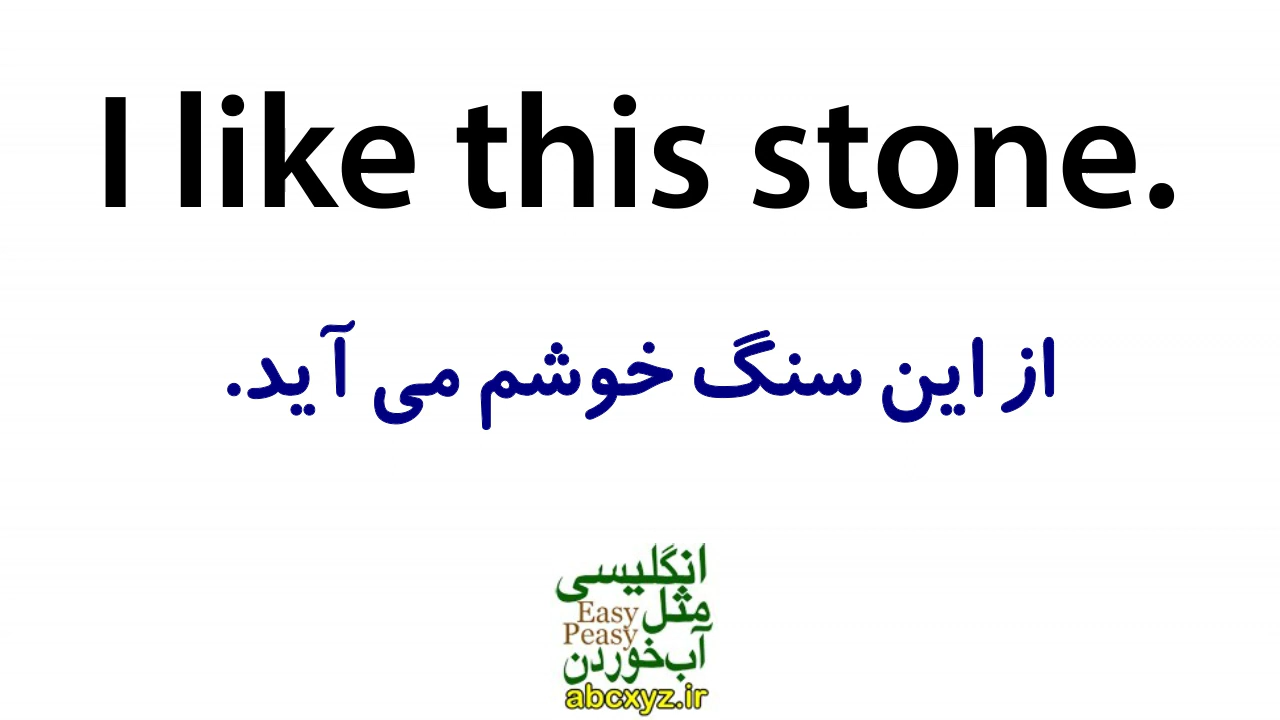 I like this stone.
از این سنگ خوشم می آید.
انگلیسی
مثل Easy
Peasy
آب خوردن
abcxyz.ir